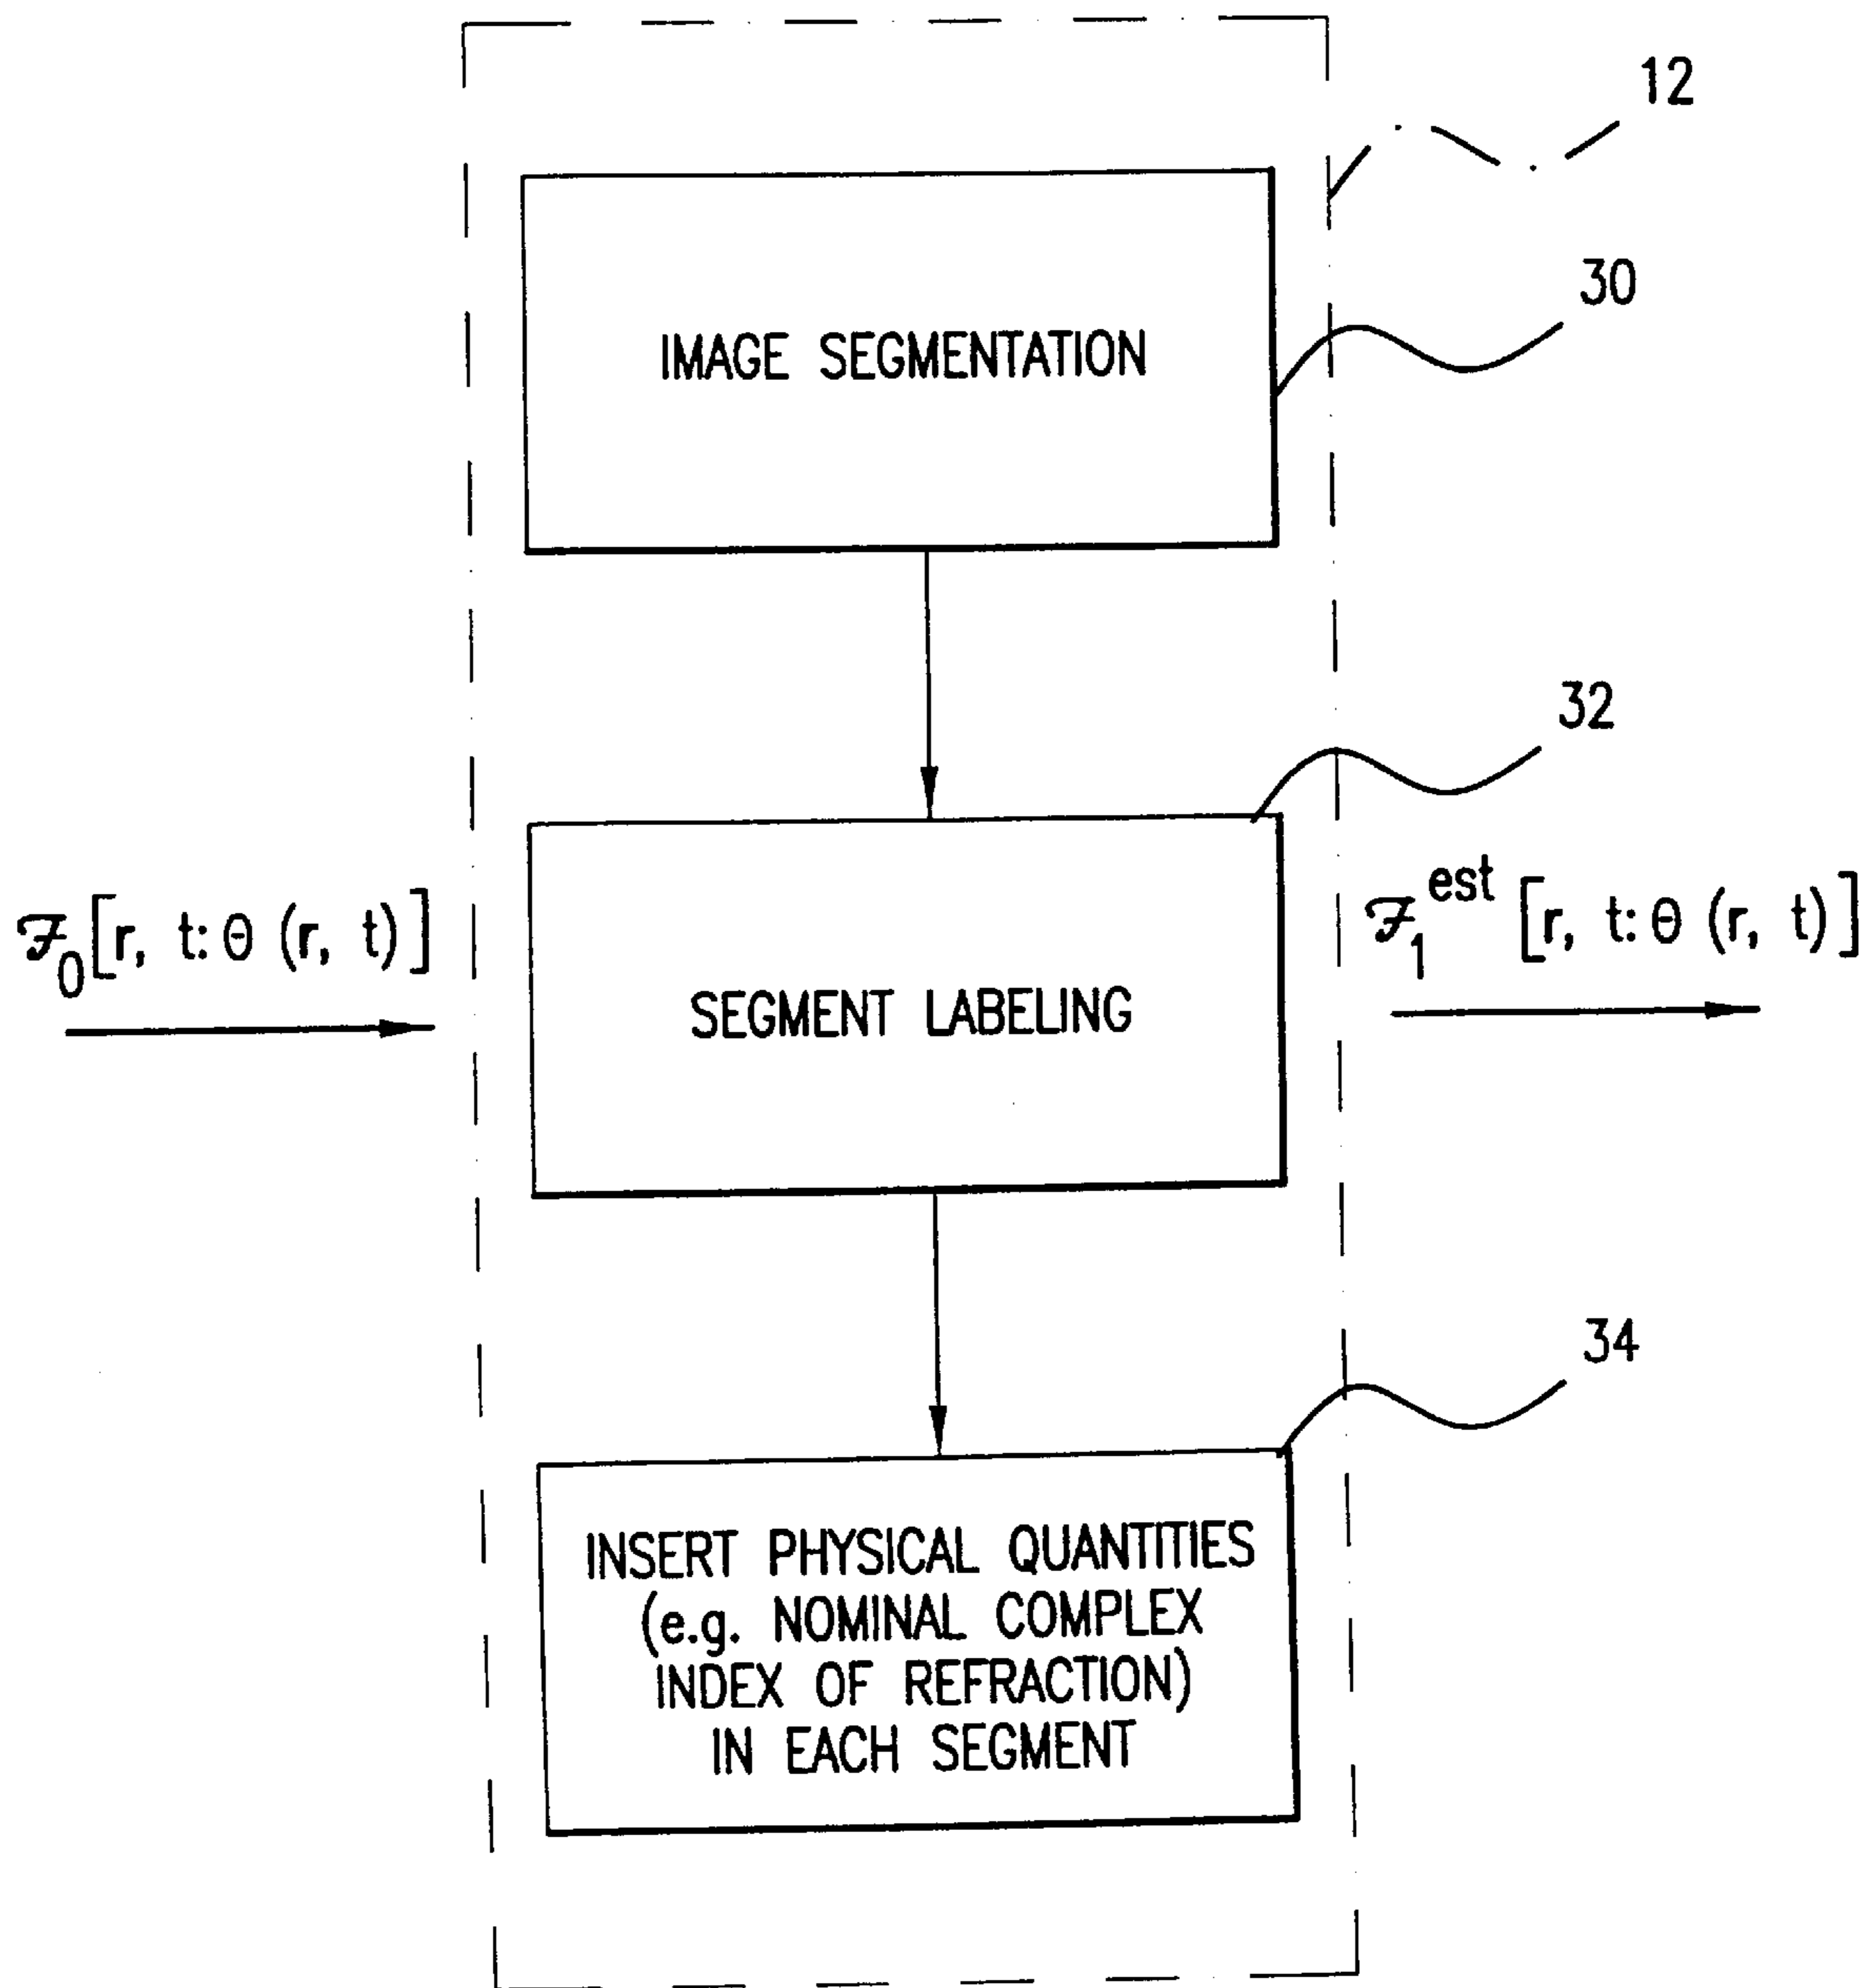 12
30
IMAGE SEGMENTATION
32
ℱ₀[r, t: Θ (r, t)]
ℱ₁ᵉˢᵗ [r, t: Θ (r, t)]
SEGMENT LABELING
34
INSERT PHYSICAL QUANTITIES
(e.g. NOMINAL COMPLEX
INDEX OF REFRACTION)
IN EACH SEGMENT